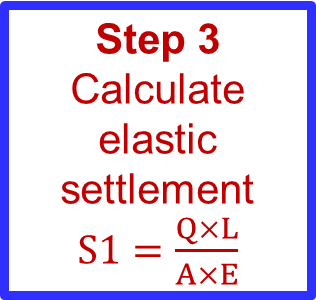 Step 3
Calculate
elastic
settlement
S1 = Q×L / A×E